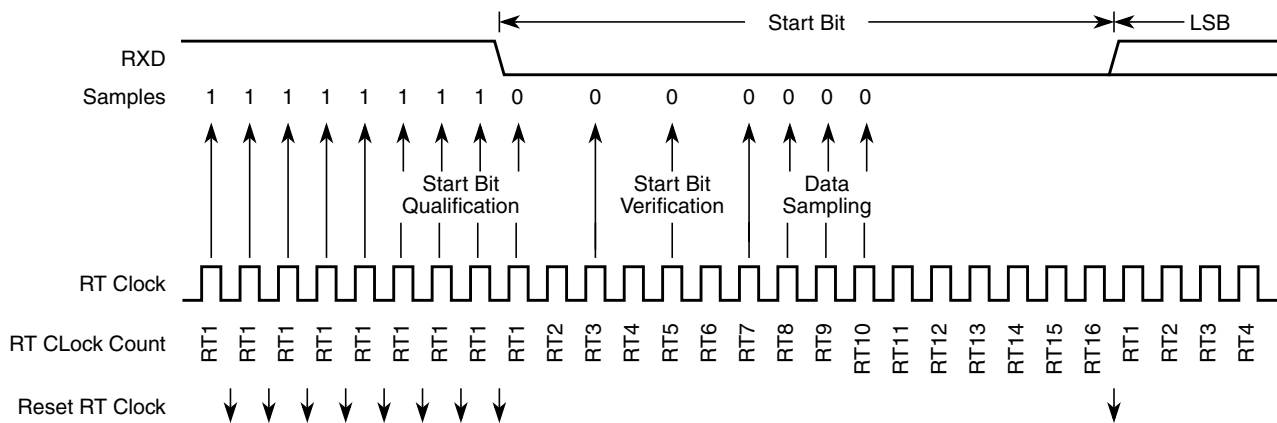 Start Bit LSB
RXD
Samples 1 1 1 1 1 1 1 1 0 0 0 0 0 0 0
Start Bit Qualification Start Bit Verification Data Sampling
RT Clock
RT CLock Count RT1 RT1 RT1 RT1 RT1 RT1 RT1 RT1 RT1 RT2 RT3 RT4 RT5 RT6 RT7 RT8 RT9 RT10 RT11 RT12 RT13 RT14 RT15 RT16 RT1 RT2 RT3 RT4
Reset RT Clock